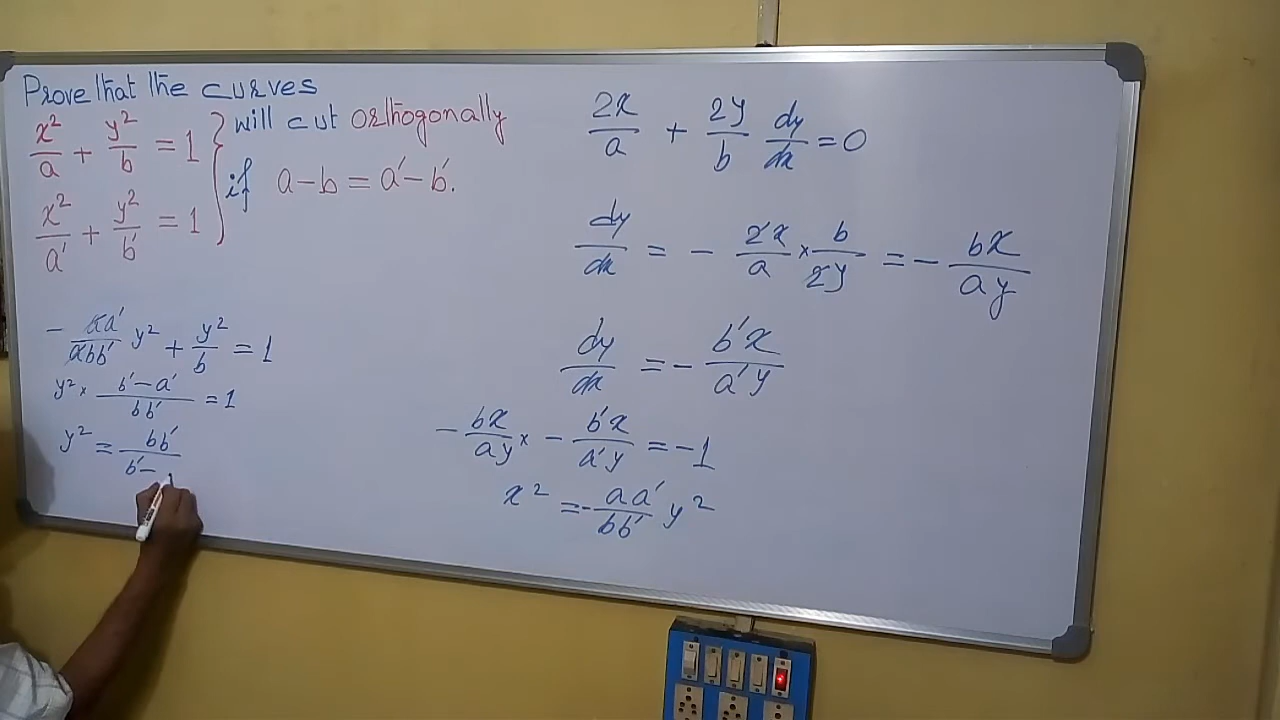 Prove that the curves
x²/a + y²/b = 1
x²/a' + y²/b' = 1
} will cut orthogonally
if a-b = a'-b'.
- aa'/abb' y² + y²/b = 1
y² × b'-a'/bb' = 1
y² = bb'/b'-
2x/a + 2y/b dy/dx = 0
dy/dx = - 2x/a × b/2y = - bx/ay
dy/dx = - b'x/a'y
- bx/ay × - b'x/a'y = -1
x² = - aa'/bb' y²